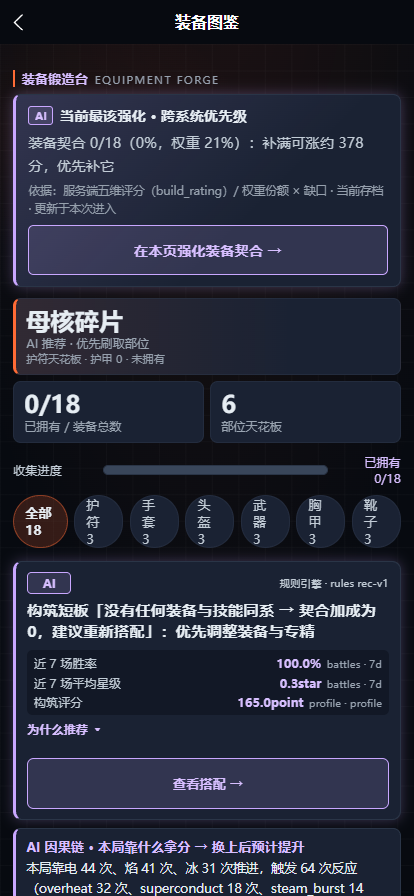 装备图鉴
装备锻造台 EQUIPMENT FORGE
AI 当前最该强化 · 跨系统优先级
装备契合 0/18（0%，权重 21%）：补满可涨约 378
分，优先补它
依据：服务端五维评分（build_rating）/ 权重份额 × 缺口 · 当前存档
· 更新于本次进入
在本页强化装备契合 →
母核碎片
AI 推荐 · 优先刷取部位
护符天花板 · 护甲 0 · 未拥有
0/18
已拥有 / 装备总数
6
部位天花板
收集进度
已拥有
0/18
全部
18
护符
3
手套
3
头盔
3
武器
3
胸甲
3
靴子
3
AI
规则引擎 · rules rec-v1
构筑短板「没有任何装备与技能同系 → 契合加成为
0，建议重新搭配」：优先调整装备与专精
近 7 场胜率 100.0% battles · 7d
近 7 场平均星级 0.3star battles · 7d
构筑评分 165.0point profile · profile
为什么推荐
查看搭配 →
AI 因果链 · 本局靠什么拿分 → 换上后预计提升
本局靠电 44 次、焰 41 次、冰 31 次推进，触发 64 次反应
（overheat 32 次、superconduct 18 次、steam_burst 14